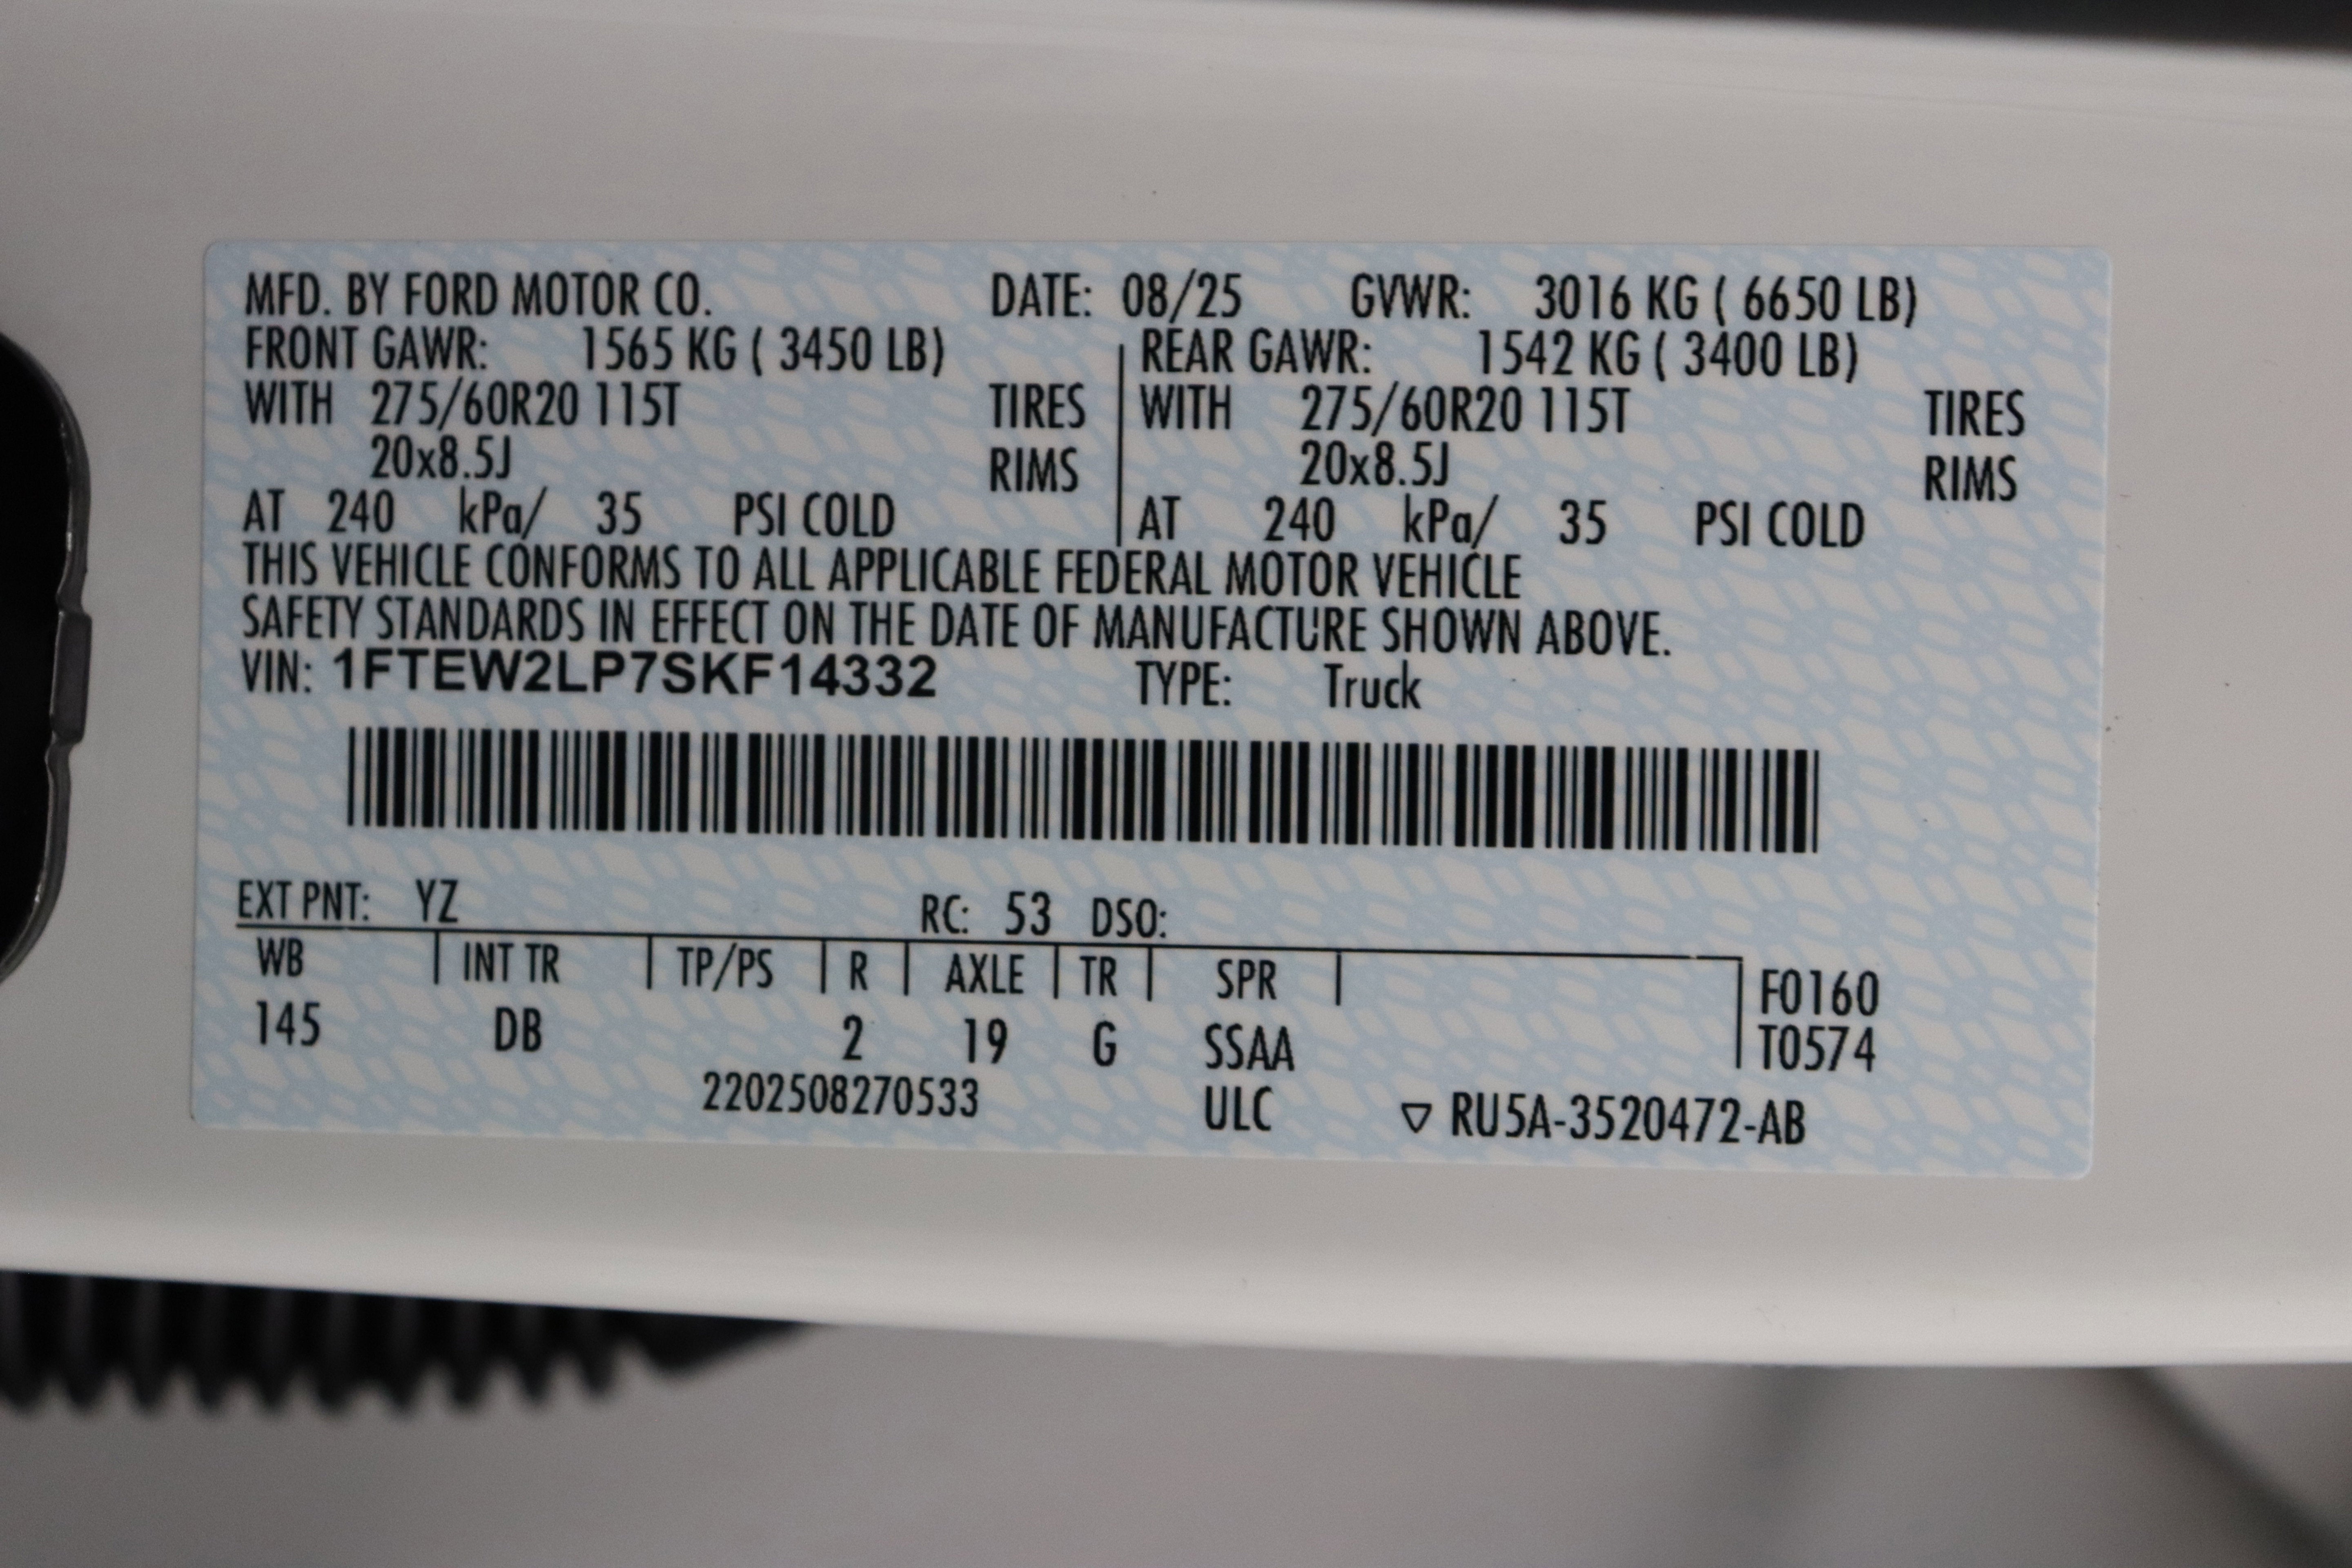 MFD. BY FORD MOTOR CO. DATE: 08/25 GVWR: 3016 KG ( 6650 LB)
FRONT GAWR: 1565 KG ( 3450 LB) REAR GAWR: 1542 KG ( 3400 LB)
WITH 275/60R20 115T TIRES WITH 275/60R20 115T TIRES
20x8.5J RIMS 20x8.5J RIMS
AT 240 kPa/ 35 PSI COLD AT 240 kPa/ 35 PSI COLD
THIS VEHICLE CONFORMS TO ALL APPLICABLE FEDERAL MOTOR VEHICLE
SAFETY STANDARDS IN EFFECT ON THE DATE OF MANUFACTURE SHOWN ABOVE.
VIN: 1FTEW2LP7SKF14332 TYPE: Truck
EXT PNT: YZ RC: 53 DSO:
WB INT TR TP/PS R AXLE TR SPR F0160
145 DB 2 19 G SSAA T0574
2202508270533 ULC ▽ RU5A-3520472-AB